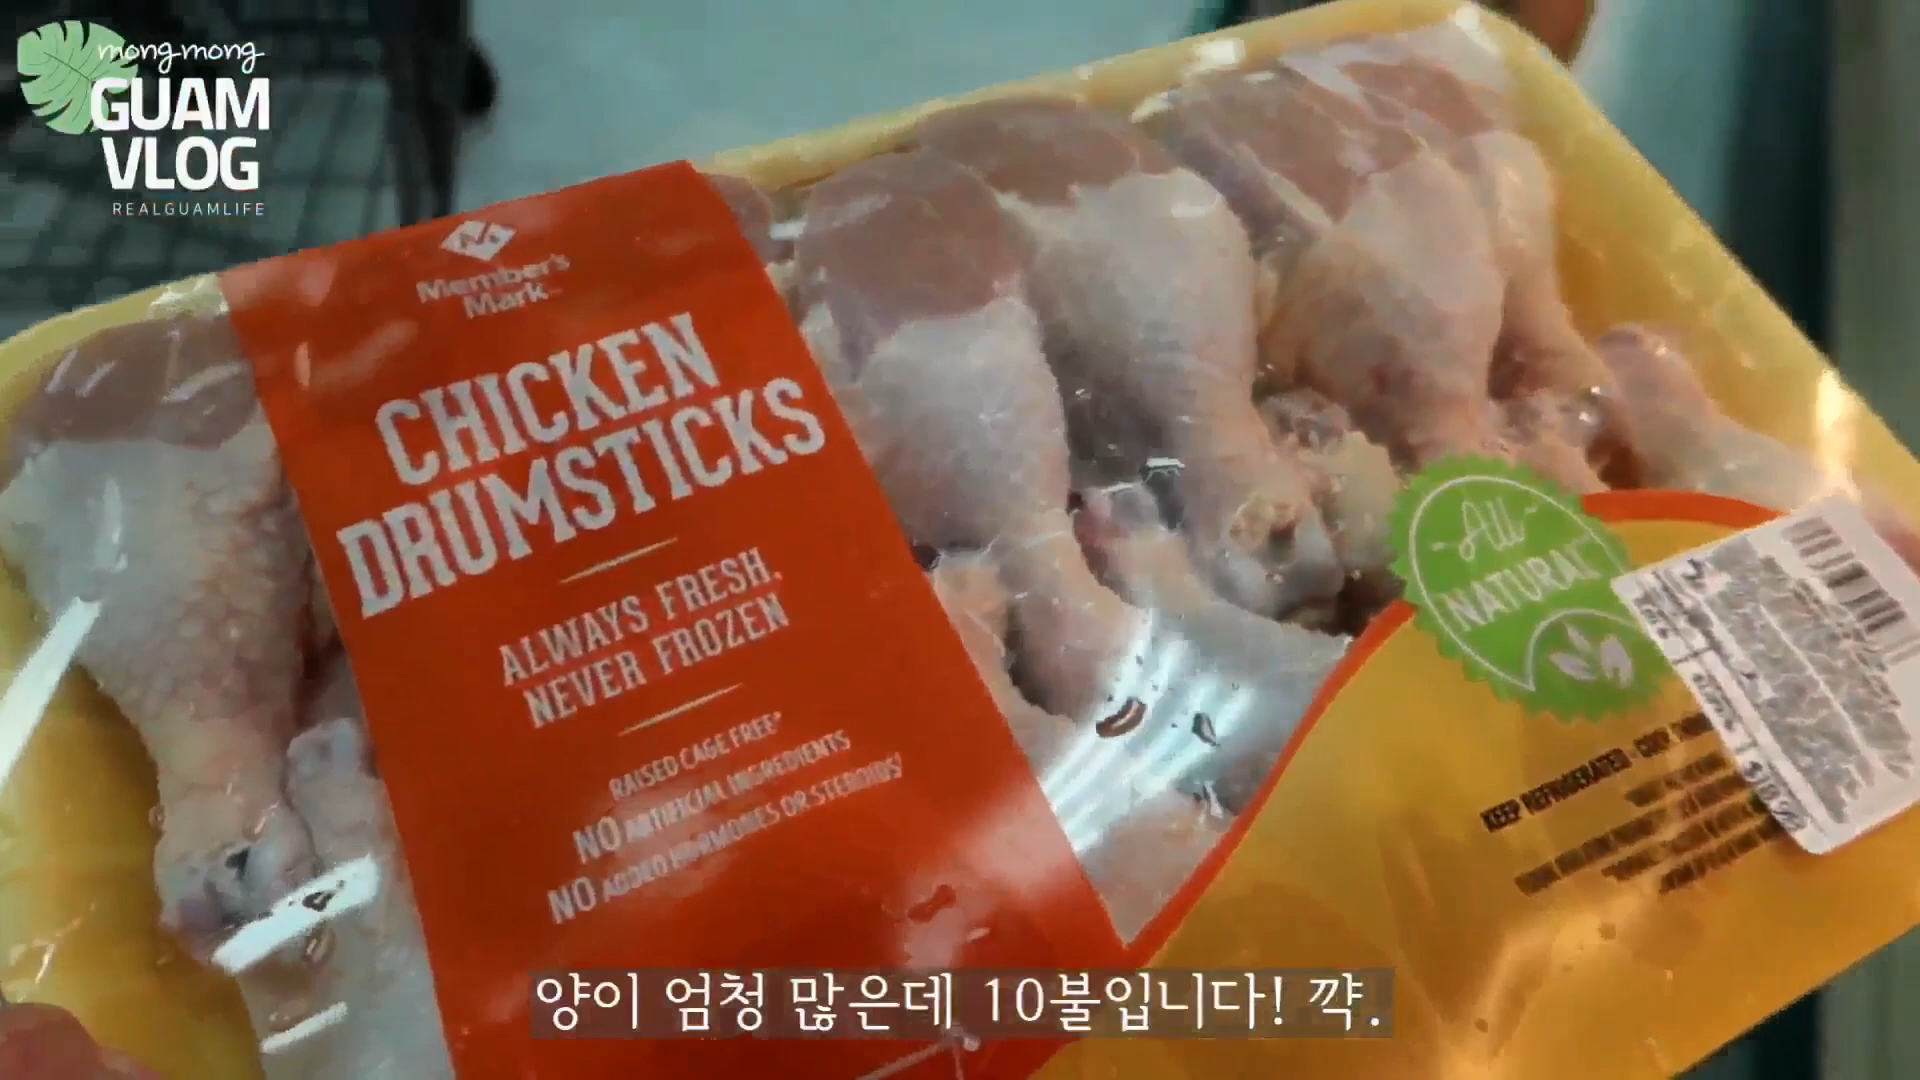 mongmong
GUAM
VLOG
REALGUAMLIFE
Member's
Mark
CHICKEN
DRUMSTICKS
ALWAYS FRESH,
NEVER FROZEN
RAISED CAGE FREE*
NO ARTIFICIAL INGREDIENTS
NO ADDED HORMONES OR STEROIDS
All
NATURAL
KEEP REFRIGERATED
양이 엄청 많은데 10불입니다! 꺅.